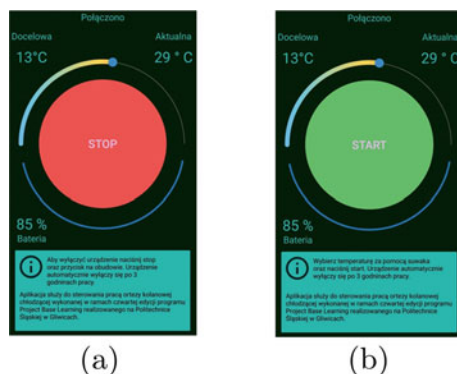 Połączono
Docelowa Aktualna
13°C 29 ° C
STOP
85 %
Bateria
Aby wyłączyć urządzenie naciśnij stop
oraz przycisk na obudowie. Urządzenie
automatycznie wyłączy się po 3
godzinach pracy
Aplikacja służy do sterowania pracą ortezy kolanowej
chłodzącej wykonanej w ramach czwartej edycji programu
Project Base Learning realizowanego na Politechnice
Śląskiej w Gliwicach.
(a)
Połączono
Docelowa Aktualna
13°C 29 ° C
START
85 %
Bateria
Wybierz temperaturę za pomocą suwaka
oraz naciśnij start. Urządzenie automatycznie
wyłączy się po 3 godzinach pracy.
Aplikacja służy do sterowania pracą ortezy kolanowej
chłodzącej wykonanej w ramach czwartej edycji programu
Project Base Learning realizowanego na Politechnice
Śląskiej w Gliwicach.
(b)